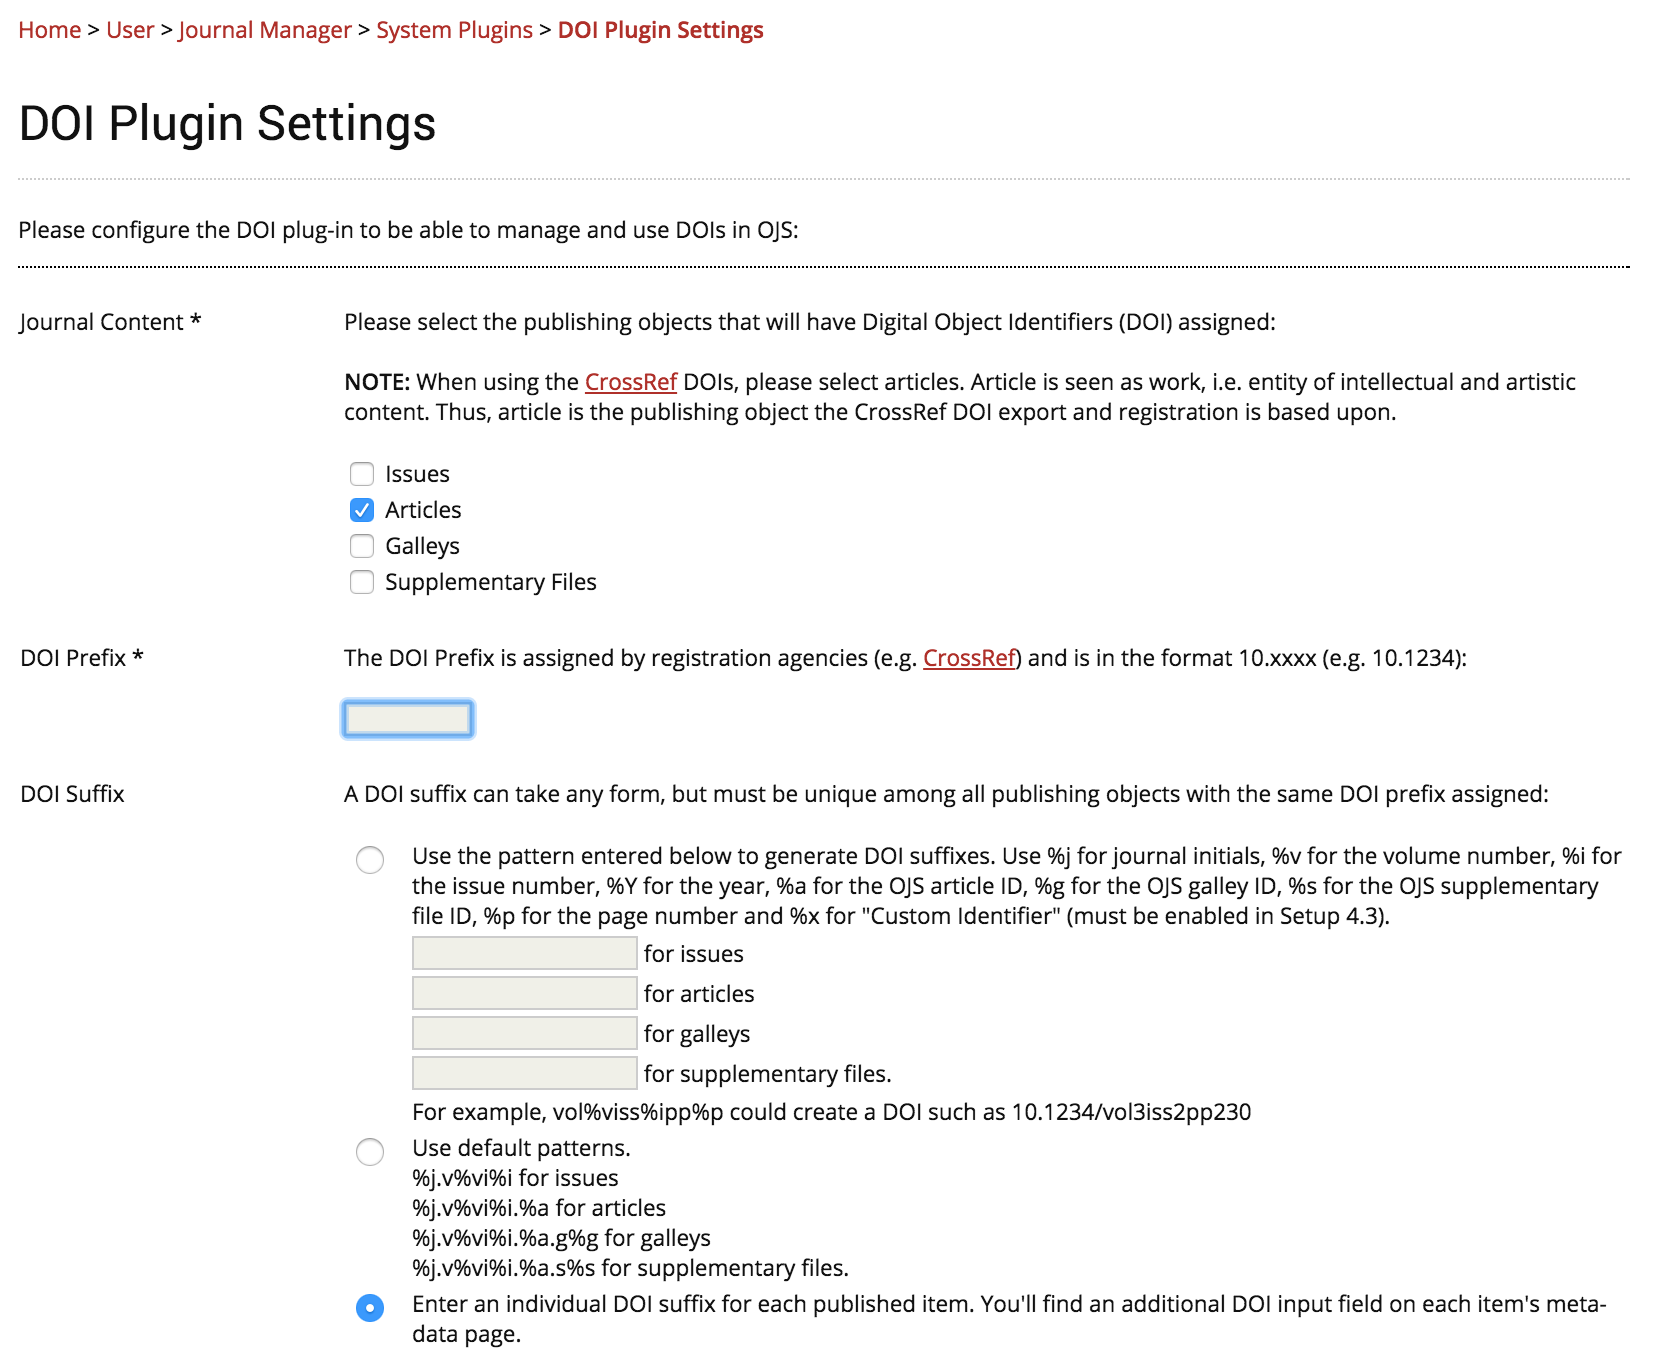 Home > User > Journal Manager > System Plugins > DOI Plugin Settings
DOI Plugin Settings
Please configure the DOI plug-in to be able to manage and use DOIs in OJS:
Journal Content *
Please select the publishing objects that will have Digital Object Identifiers (DOI) assigned:
NOTE: When using the CrossRef DOIs, please select articles. Article is seen as work, i.e. entity of intellectual and artistic
content. Thus, article is the publishing object the CrossRef DOI export and registration is based upon.
Issues
Articles
Galleys
Supplementary Files
DOI Prefix *
The DOI Prefix is assigned by registration agencies (e.g. CrossRef) and is in the format 10.xxxx (e.g. 10.1234):
DOI Suffix
A DOI suffix can take any form, but must be unique among all publishing objects with the same DOI prefix assigned:
Use the pattern entered below to generate DOI suffixes. Use %j for journal initials, %v for the volume number, %i for
the issue number, %Y for the year, %a for the OJS article ID, %g for the OJS galley ID, %s for the OJS supplementary
file ID, %p for the page number and %x for "Custom Identifier" (must be enabled in Setup 4.3).
for issues
for articles
for galleys
for supplementary files.
For example, vol%viss%ipp%p could create a DOI such as 10.1234/vol3iss2pp230
Use default patterns.
%j.v%vi%i for issues
%j.v%vi%i.%a for articles
%j.v%vi%i.%a.g%g for galleys
%j.v%vi%i.%a.s%s for supplementary files.
Enter an individual DOI suffix for each published item. You'll find an additional DOI input field on each item's meta-
data page.